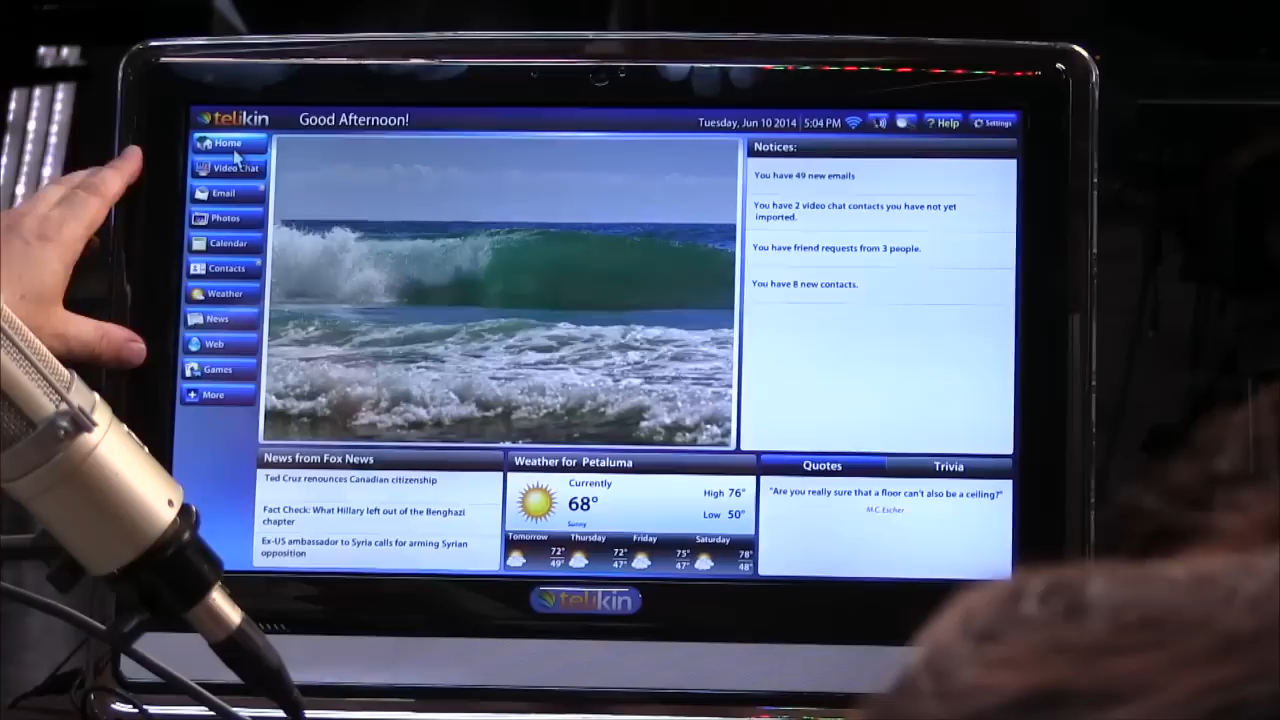 telikin
Good Afternoon!
Tuesday, Jun 10 2014 5:04 PM
? Help
Settings
Home
Video Chat
Email
Photos
Calendar
Contacts
Weather
News
Web
Games
More
Notices:
You have 49 new emails
You have 2 video chat contacts you have not yet
imported.
You have friend requests from 3 people.
You have 8 new contacts.
News from Fox News
Ted Cruz renounces Canadian citizenship
Fact Check: What Hillary left out of the Benghazi
chapter
Ex-US ambassador to Syria calls for arming Syrian
opposition
Weather for Petaluma
Currently
68°
Sunny
High 76°
Low 50°
Tomorrow Thursday Friday Saturday
72° 72° 75° 78°
49° 47° 47° 48°
Quotes Trivia
"Are you really sure that a floor can't also be a ceiling?"
M.C. Escher
telikin